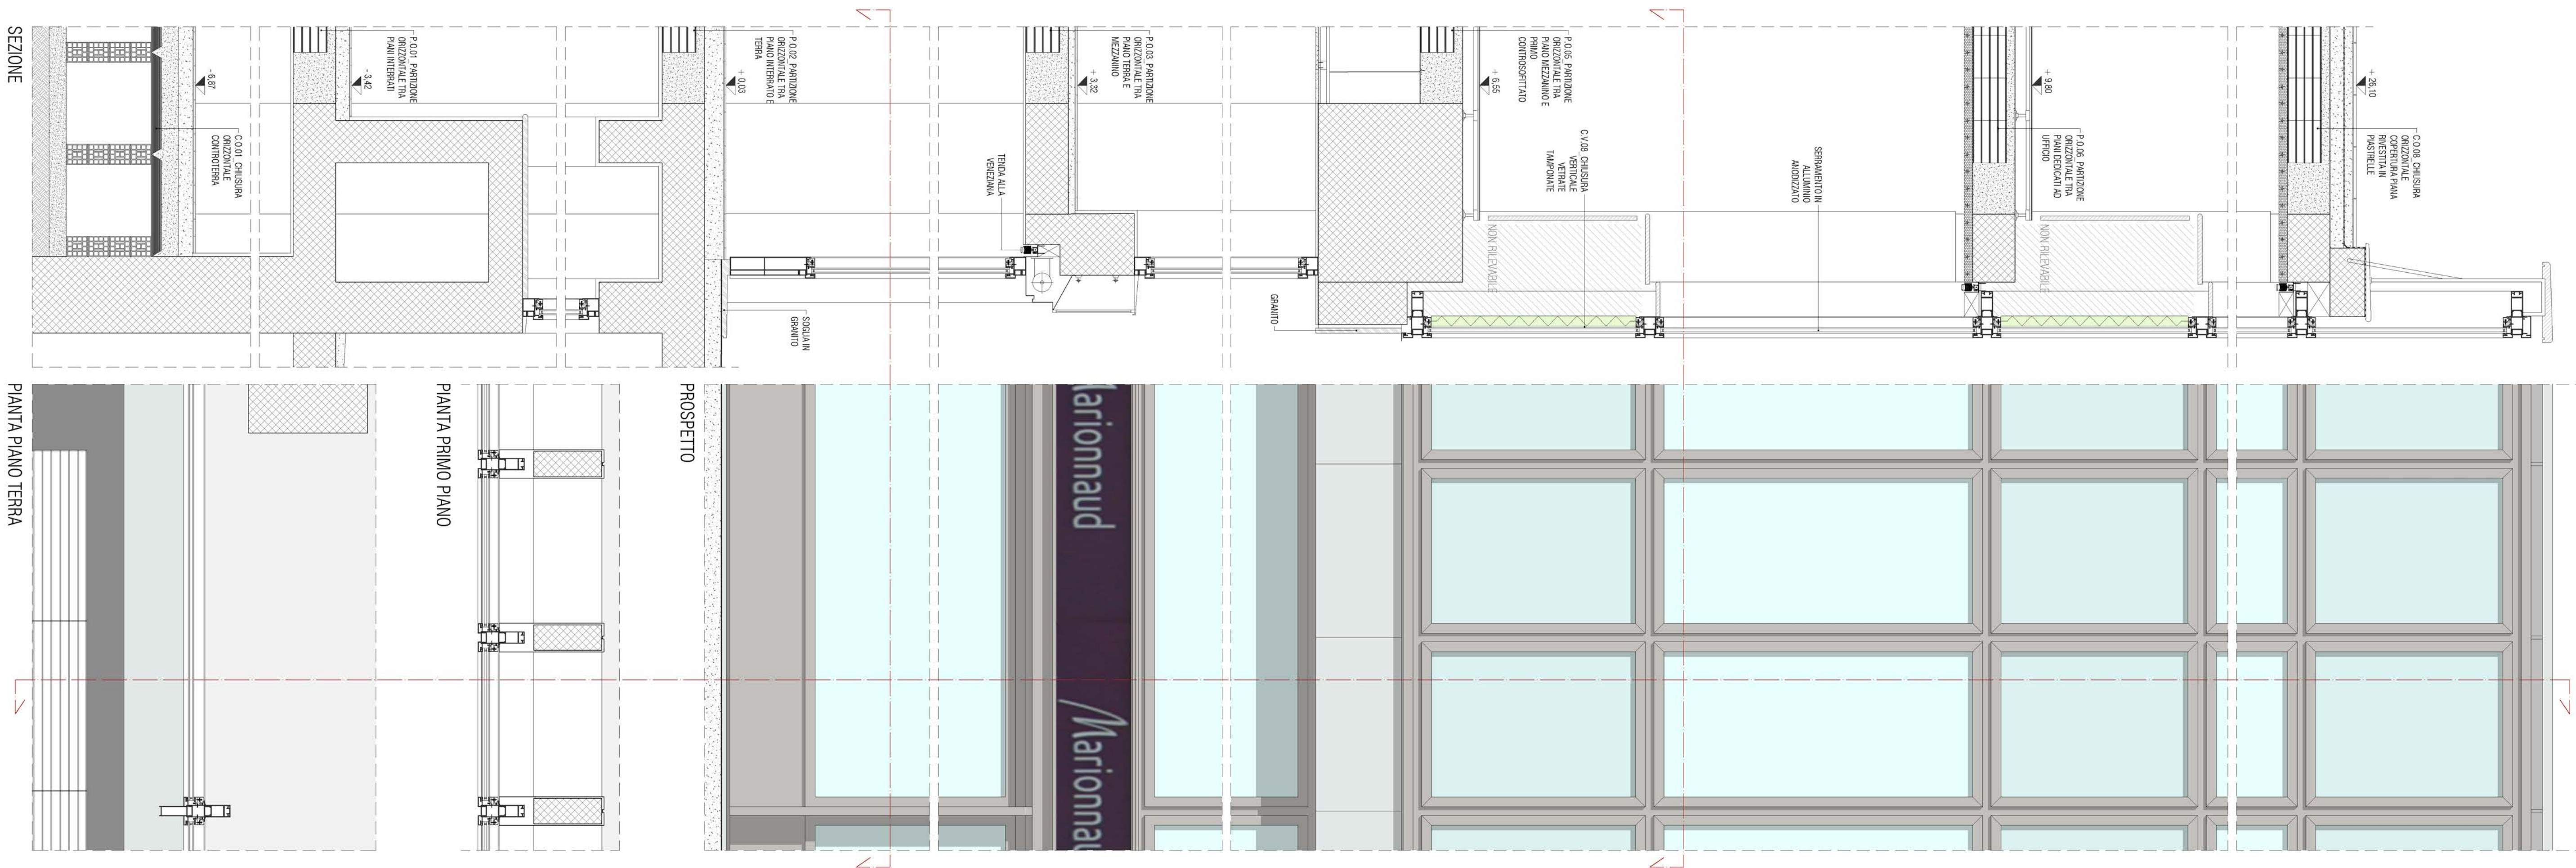 C.O.08 CHIUSURA
ORIZZONTALE
COPERTURA PIANA
RIVESTITA IN
PIASTRELLE
+ 26,10
P.O.06 PARTIZIONE
ORIZZONTALE TRA
PIANI DEDICATI AD
UFFICIO
+ 9,80
NON RILEVABILE
SERRAMENTO IN
ALLUMINIO
ANODIZZATO
C.V.08 CHIUSURA
VERTICALE
VETRATE
TAMPONATE
P.O.05 PARTIZIONE
ORIZZONTALE TRA
PIANO MEZZANINO E
PRIMO
CONTROSOFITTATO
+ 6,55
NON RILEVABILE
GRANITO
P.O.03 PARTIZIONE
ORIZZONTALE TRA
PIANO TERRA E
MEZZANINO
+ 3,32
TENDA ALLA
VENEZIANA
P.O.02 PARTIZIONE
ORIZZONTALE TRA
PIANO INTERRATO E
TERRA
+ 0,03
SOGLIA IN
GRANITO
P.O.01 PARTIZIONE
ORIZZONTALE TRA
PIANI INTERRATI
- 3,42
- 6,87
C.O.01 CHIUSURA
ORIZZONTALE
CONTROTERRA
SEZIONE
Marionnaud Marionnau
PROSPETTO
PIANTA PRIMO PIANO
PIANTA PIANO TERRA